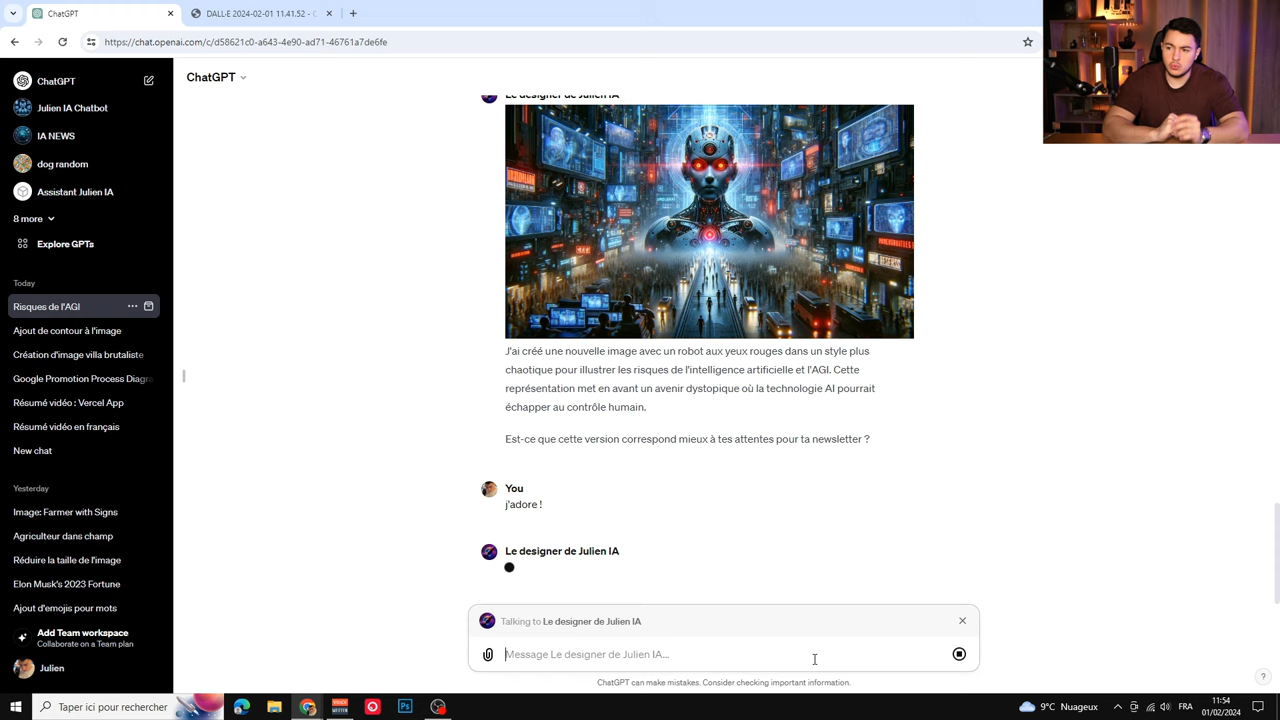 ChatGPT
DALL·E 2024-02-01 11.41.52 - C
https://chat.openai.com/c/d58621c0-a643-4e90-ad71-46761a7de6fe
ChatGPT
Julien IA Chatbot
IA NEWS
dog random
Assistant Julien IA
8 more
Explore GPTs
Today
Risques de l'AGI
Ajout de contour à l'image
Création d'image villa brutaliste
Google Promotion Process Diagra
Résumé vidéo : Vercel App
Résumé vidéo en français
New chat
Yesterday
Image: Farmer with Signs
Agriculteur dans champ
Réduire la taille de l'image
Elon Musk's 2023 Fortune
Ajout d'emojis pour mots
Add Team workspace
Collaborate on a Team plan
Julien
ChatGPT
Le designer de Julien IA
J'ai créé une nouvelle image avec un robot aux yeux rouges dans un style plus
chaotique pour illustrer les risques de l'intelligence artificielle et l'AGI. Cette
représentation met en avant un avenir dystopique où la technologie AI pourrait
échapper au contrôle humain.
Est-ce que cette version correspond mieux à tes attentes pour ta newsletter ?
You
j'adore !
Le designer de Julien IA
Talking to Le designer de Julien IA
Message Le designer de Julien IA...
ChatGPT can make mistakes. Consider checking important information.
?
Taper ici pour rechercher
9°C Nuageux
FRA
11:54
01/02/2024